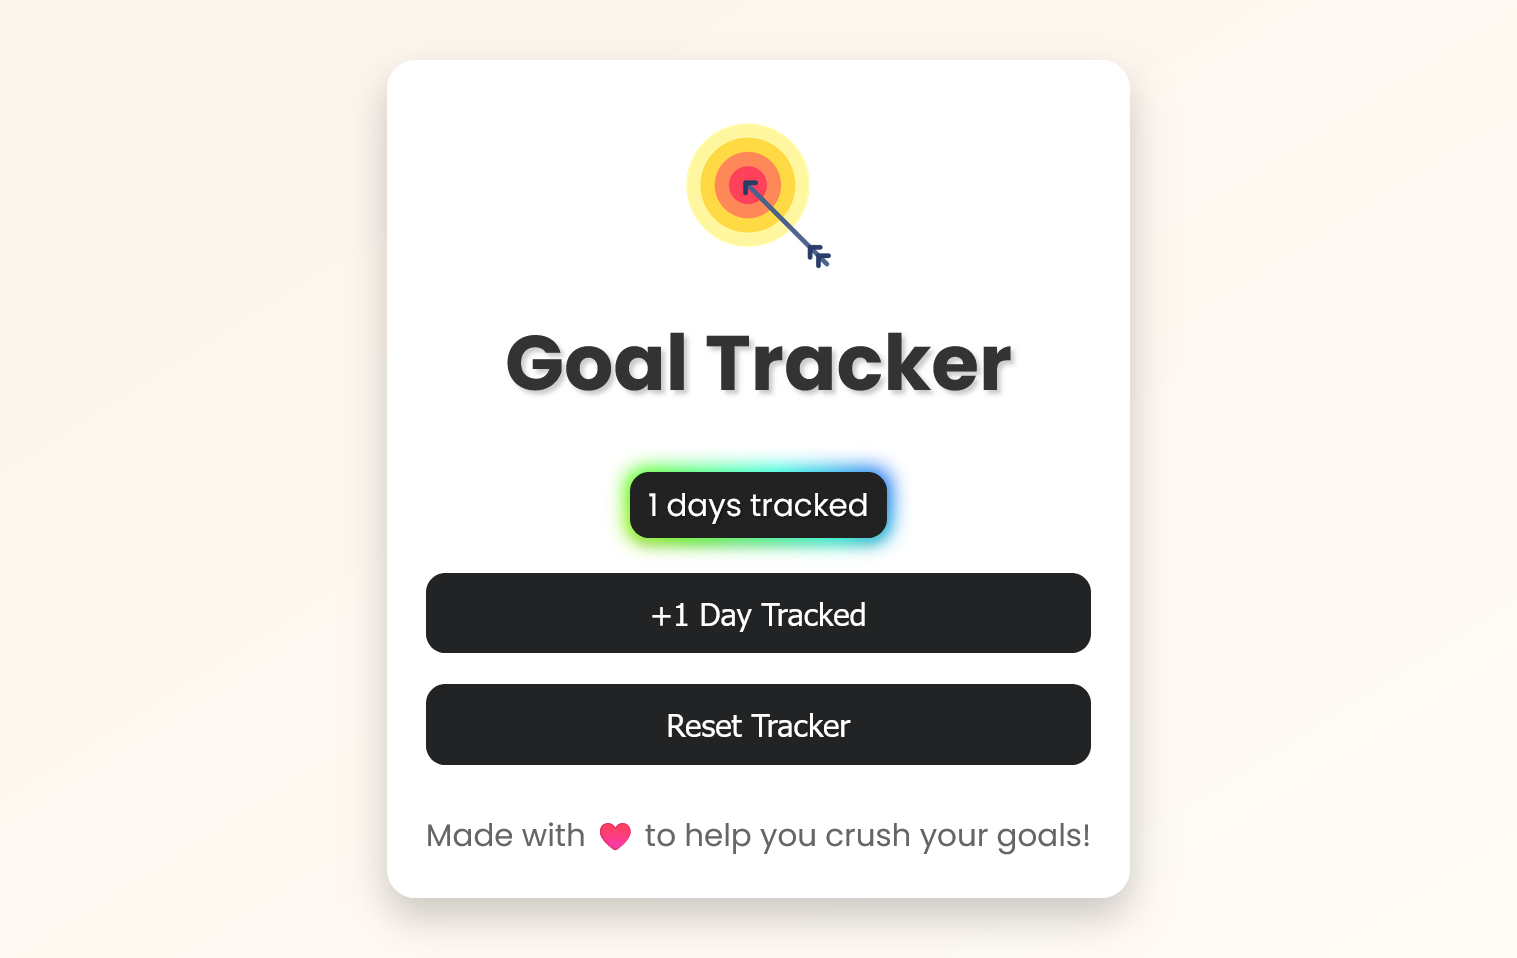 Goal Tracker
1 days tracked
+1 Day Tracked
Reset Tracker
Made with ❤️ to help you crush your goals!